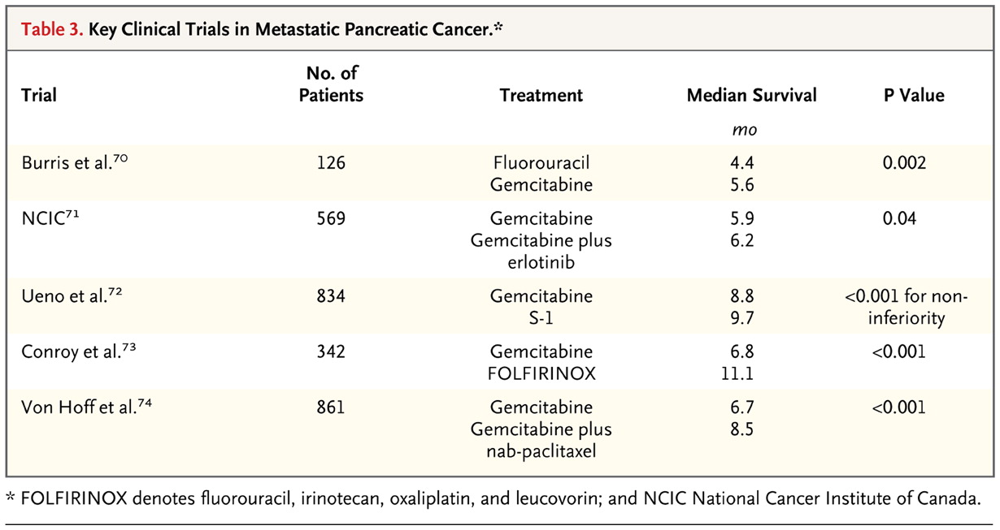 Table 3. Key Clinical Trials in Metastatic Pancreatic Cancer.*
Trial No. of Patients Treatment Median Survival P Value
mo
Burris et al.⁷⁰ 126 Fluorouracil 4.4 0.002
Gemcitabine 5.6
NCIC⁷¹ 569 Gemcitabine 5.9 0.04
Gemcitabine plus 6.2
erlotinib
Ueno et al.⁷² 834 Gemcitabine 8.8 <0.001 for non-
S-1 9.7 inferiority
Conroy et al.⁷³ 342 Gemcitabine 6.8 <0.001
FOLFIRINOX 11.1
Von Hoff et al.⁷⁴ 861 Gemcitabine 6.7 <0.001
Gemcitabine plus 8.5
nab-paclitaxel
* FOLFIRINOX denotes fluorouracil, irinotecan, oxaliplatin, and leucovorin; and NCIC National Cancer Institute of Canada.